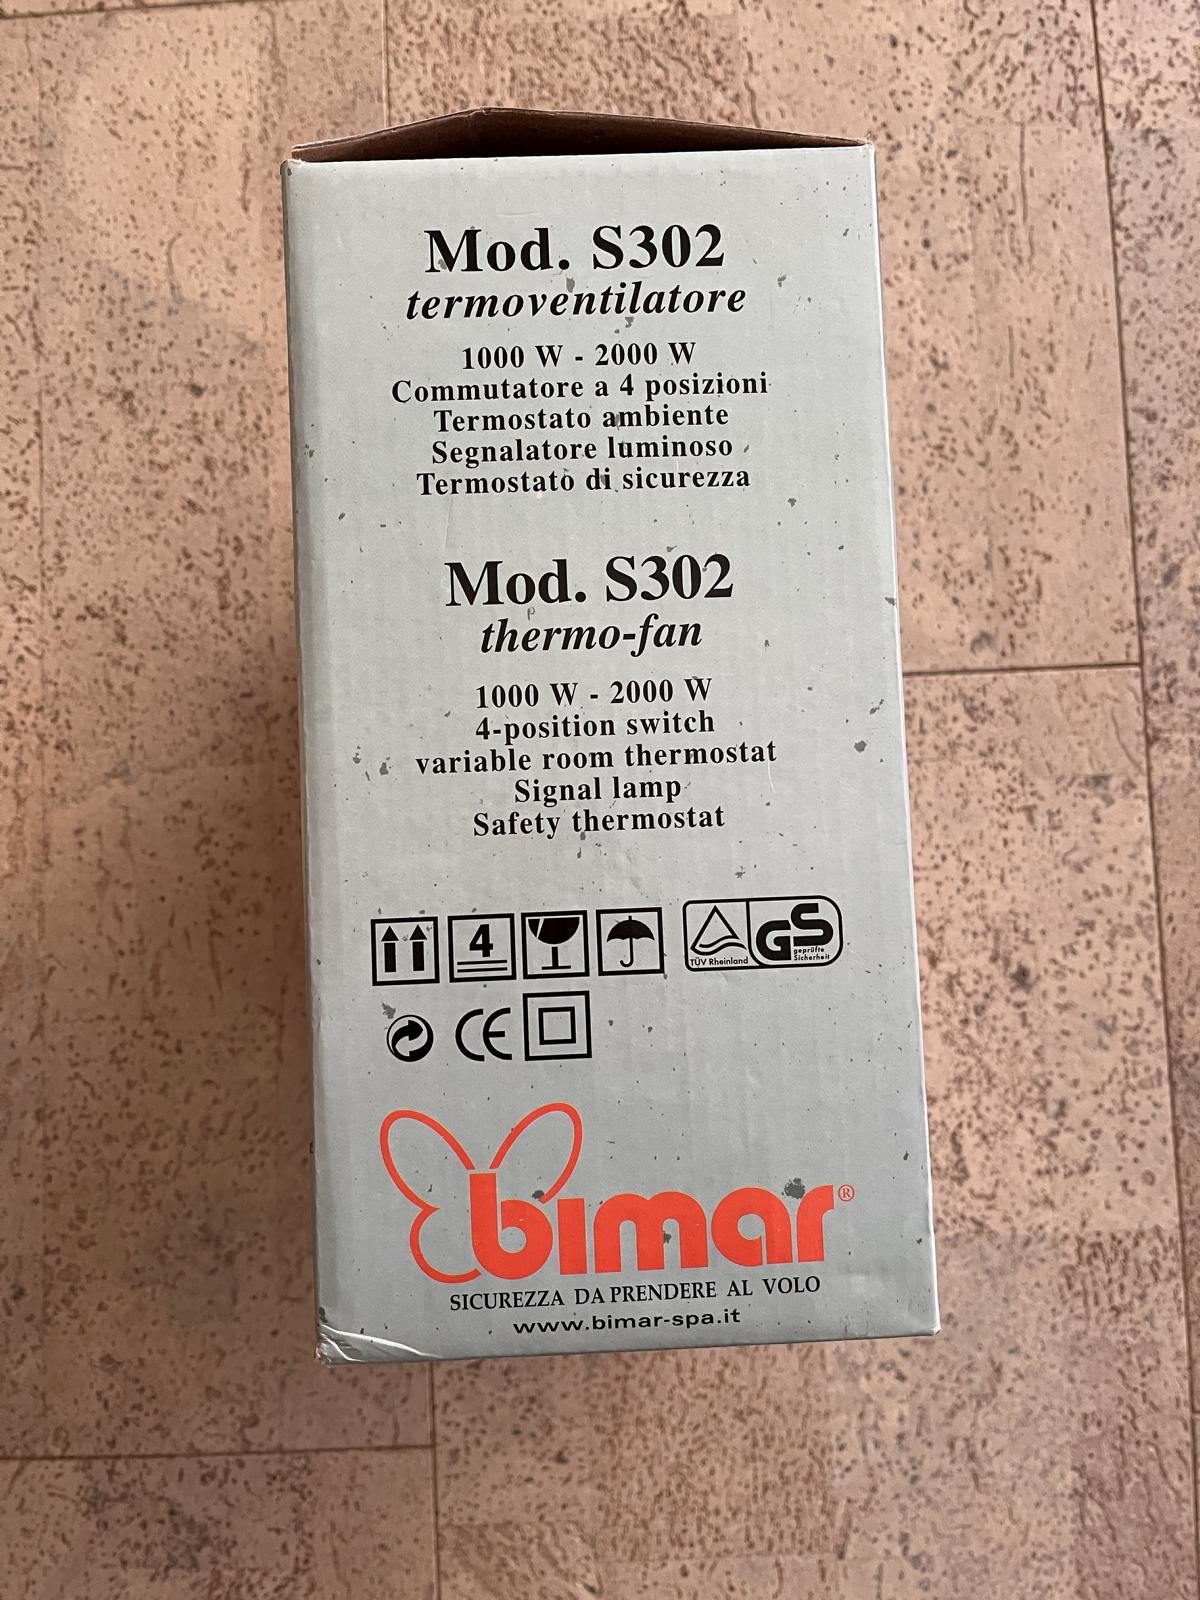 Mod. S302
termoventilatore
1000 W - 2000 W
Commutatore a 4 posizioni
Termostato ambiente
Segnalatore luminoso
Termostato di sicurezza
Mod. S302
thermo-fan
1000 W - 2000 W
4-position switch
variable room thermostat
Signal lamp
Safety thermostat
4
TÜV Rheinland
GS
geprüfte
Sicherheit
CE
bimar®
SICUREZZA DA PRENDERE AL VOLO
www.bimar-spa.it